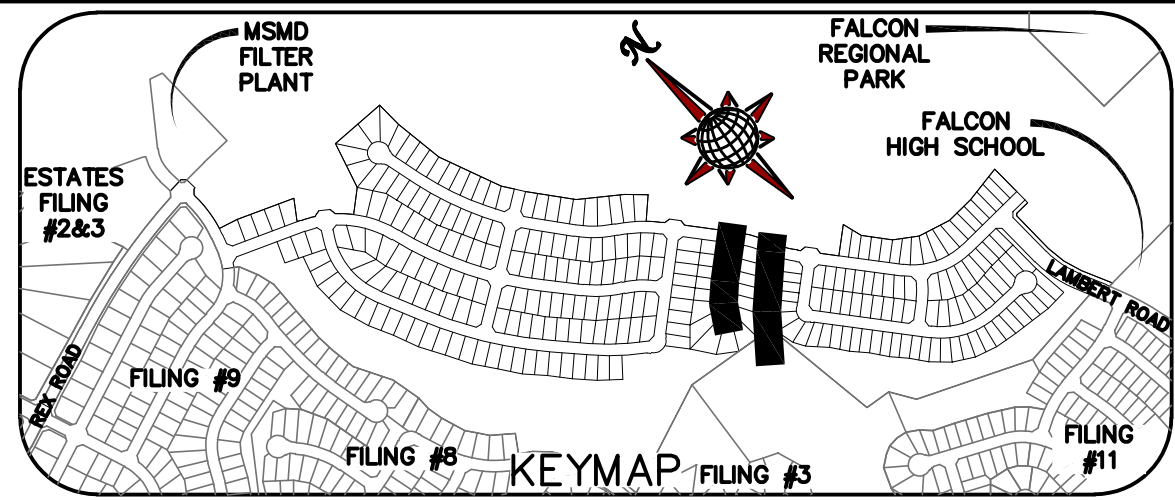 MSMD
FILTER
PLANT
N
FALCON
REGIONAL
PARK
FALCON
HIGH SCHOOL
ESTATES
FILING
#2&3
LAMBERT ROAD
REX ROAD
FILING #9
FILING #8
KEYMAP
FILING #3
FILING
#11